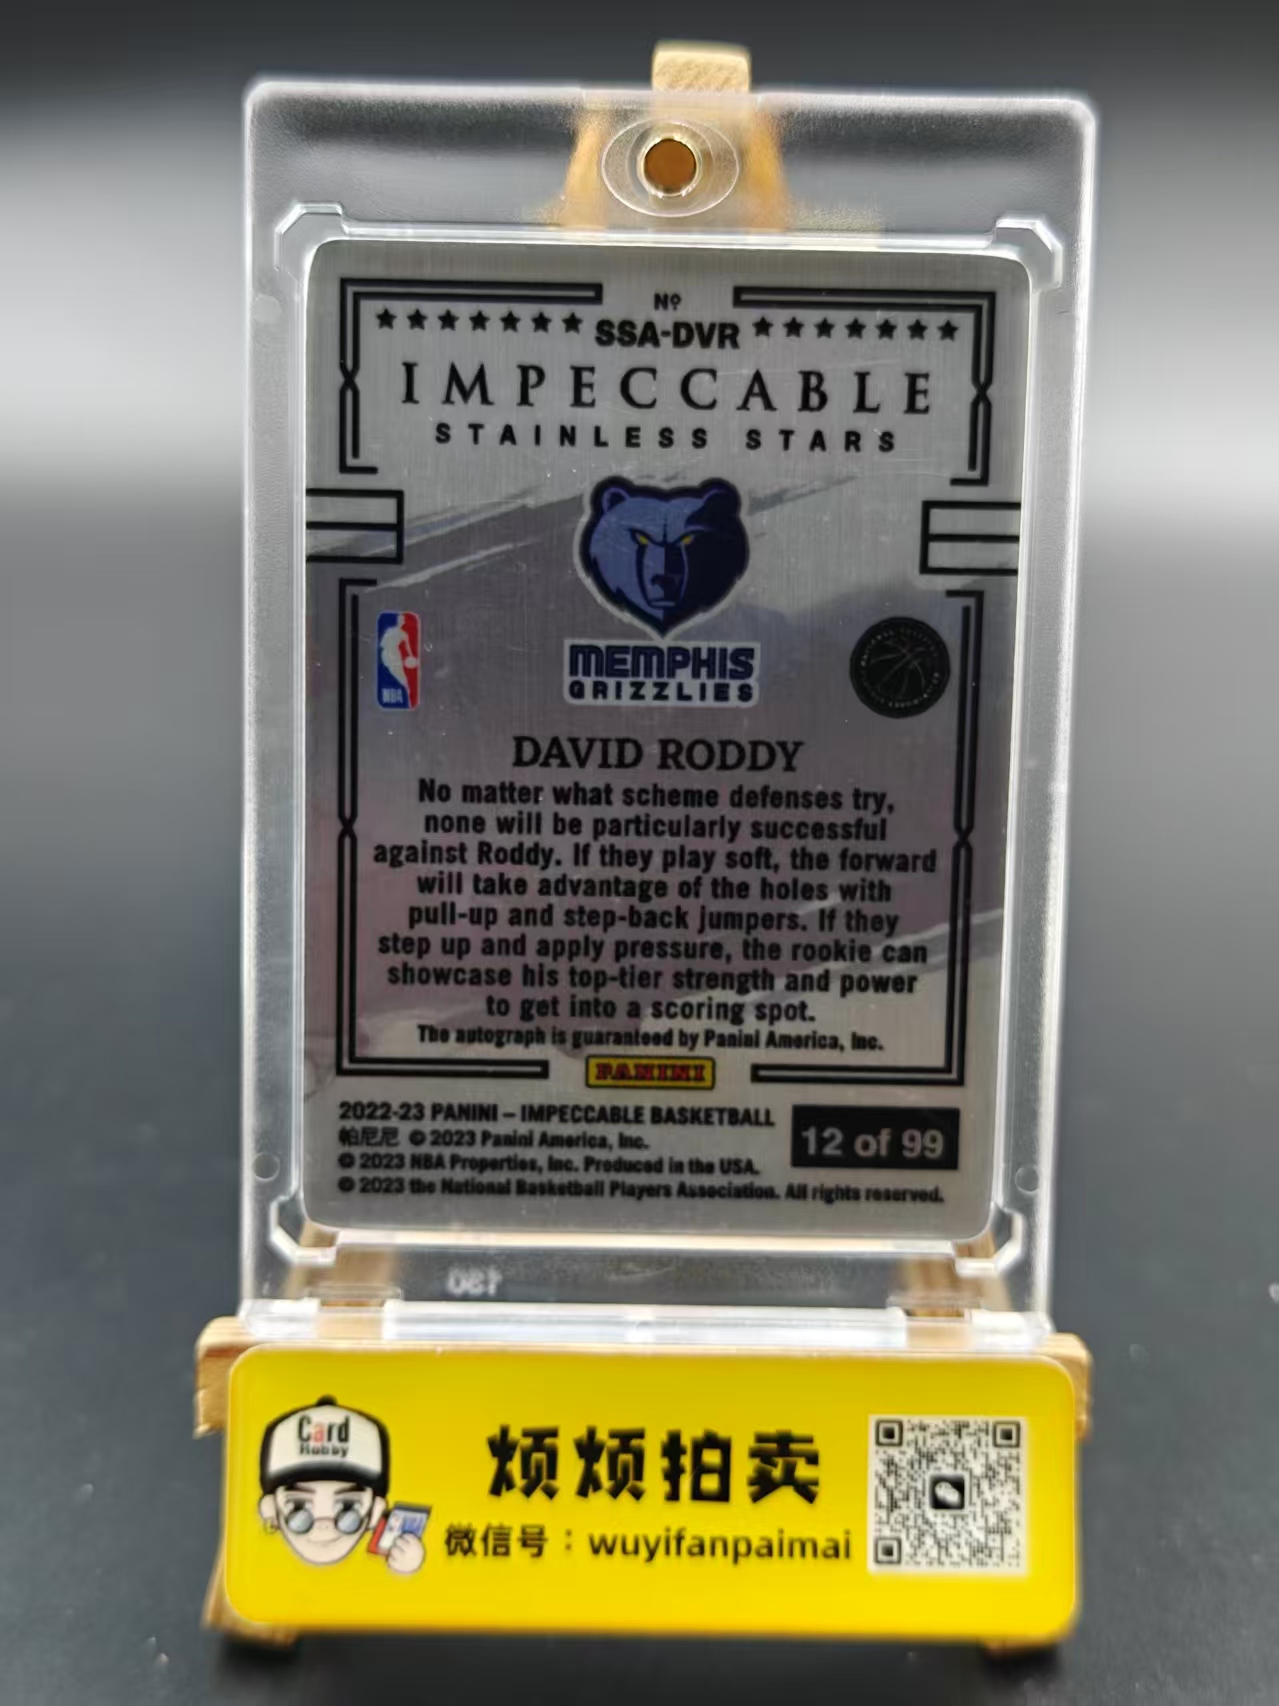 Nº
SSA-DVR
IMPECCABLE
STAINLESS STARS
MEMPHIS
GRIZZLIES
NBA
DAVID RODDY
No matter what scheme defenses try,
none will be particularly successful
against Roddy. If they play soft, the forward
will take advantage of the holes with
pull-up and step-back jumpers. If they
step up and apply pressure, the rookie can
showcase his top-tier strength and power
to get into a scoring spot.
The autograph is guaranteed by Panini America, Inc.
PANINI
2022-23 PANINI – IMPECCABLE BASKETBALL
帕尼尼 © 2023 Panini America, Inc.
© 2023 NBA Properties, Inc. Produced in the USA.
© 2023 the National Basketball Players Association. All rights reserved.
12 of 99
Card
Hobby
烦烦拍卖
微信号：wuyifanpaimai